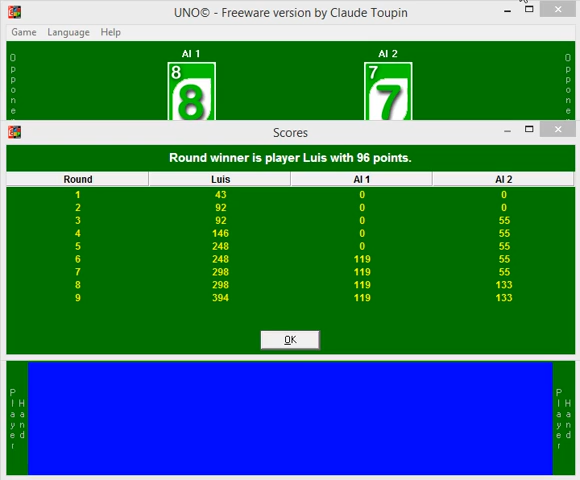 UNO© - Freeware version by Claude Toupin
Game Language Help
AI 1 AI 2
8 7
8 7
Oppone
Oppone
Scores
Round winner is player Luis with 96 points.
Round Luis AI 1 AI 2
1 43 0 0
2 92 0 0
3 92 0 55
4 146 0 55
5 248 0 55
6 248 119 55
7 298 119 55
8 298 119 133
9 394 119 133
OK
Player Hand
Player Hand